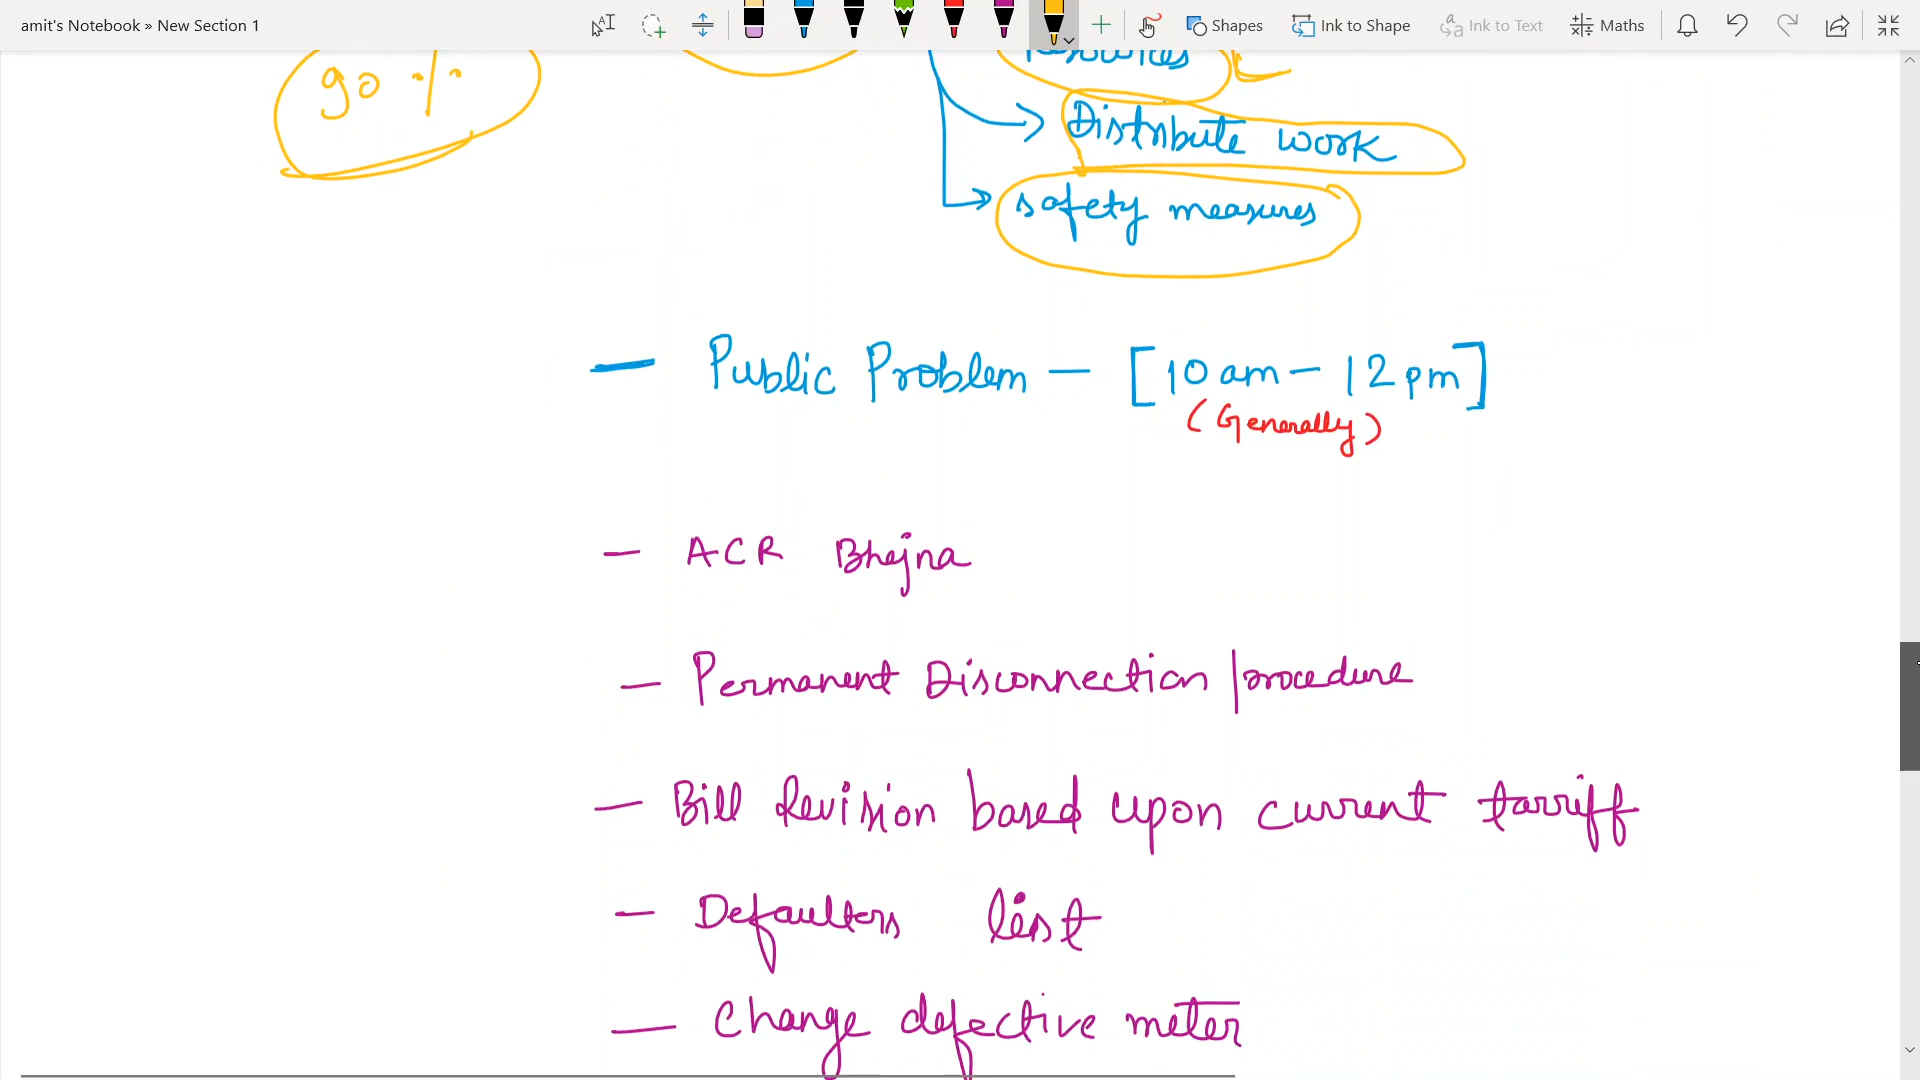 amit's Notebook » New Section 1
Shapes
Ink to Shape
Ink to Text
Maths
90 %
resources
Distribute work
safety measures
— Public Problem — [10 am - 12 pm]
(Generally)
— ACR Bhejna
— Permanent Disconnection procedure
— Bill Revision based upon current tarriff
— Defaulters list
— Change defective meter